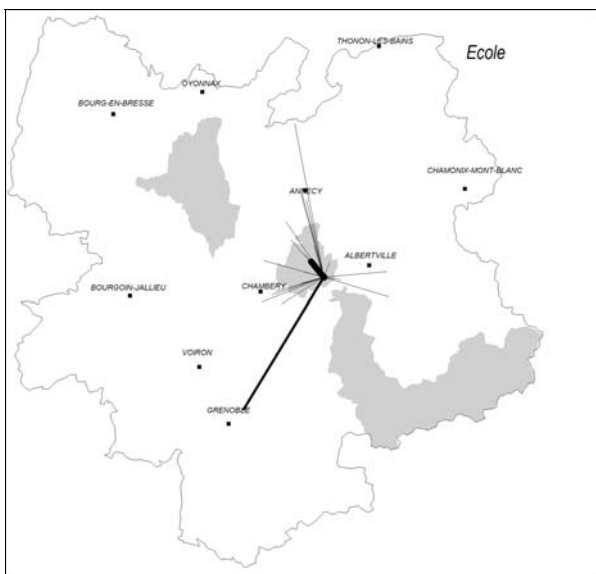 THONON-LES-BAINS
Ecole
OYONNAX
BOURG-EN-BRESSE
CHAMONIX-MONT-BLANC
ANNECY
ALBERTVILLE
BOURGOIN-JALLIEU
CHAMBERY
VOIRON
GRENOBLE